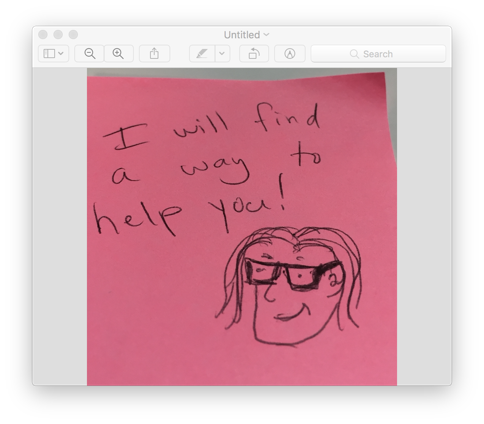 Untitled
Search
I will find
a way to
help you!